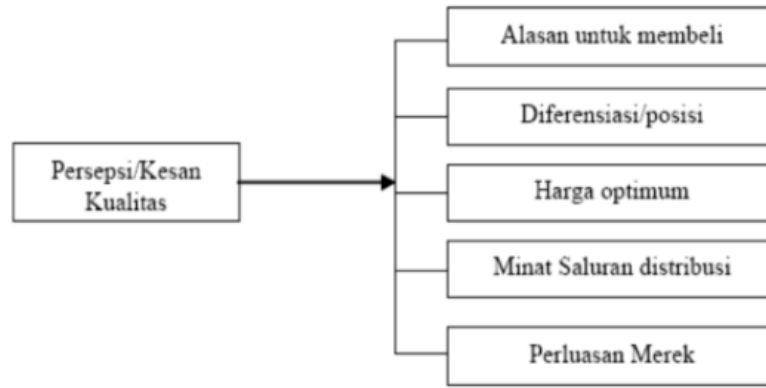 Persepsi/Kesan
Kualitas
Alasan untuk membeli
Diferensiasi/posisi
Harga optimum
Minat Saluran distribusi
Perluasan Merek